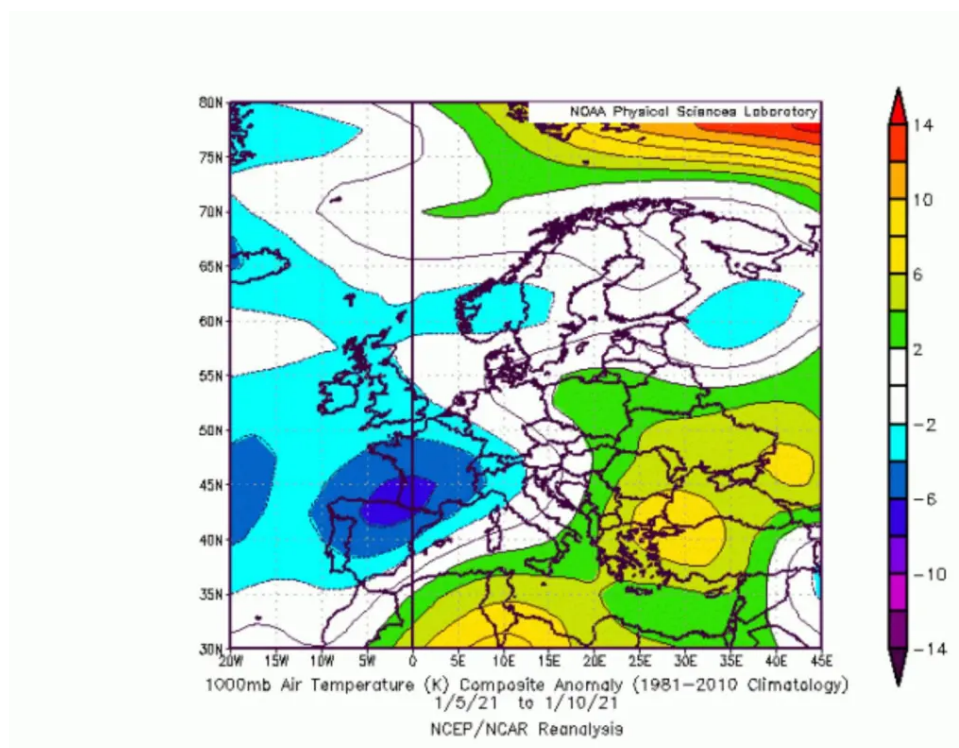 NOAA Physical Sciences Laboratory
80N
75N
70N
65N
60N
55N
50N
45N
40N
35N
30N
20W 15W 10W 5W 0 5E 10E 15E 20E 25E 30E 35E 40E 45E
14
10
6
2
-2
-6
-10
-14
1000mb Air Temperature (K) Composite Anomaly (1981-2010 Climatology)
1/5/21 to 1/10/21
NCEP/NCAR Reanalysis